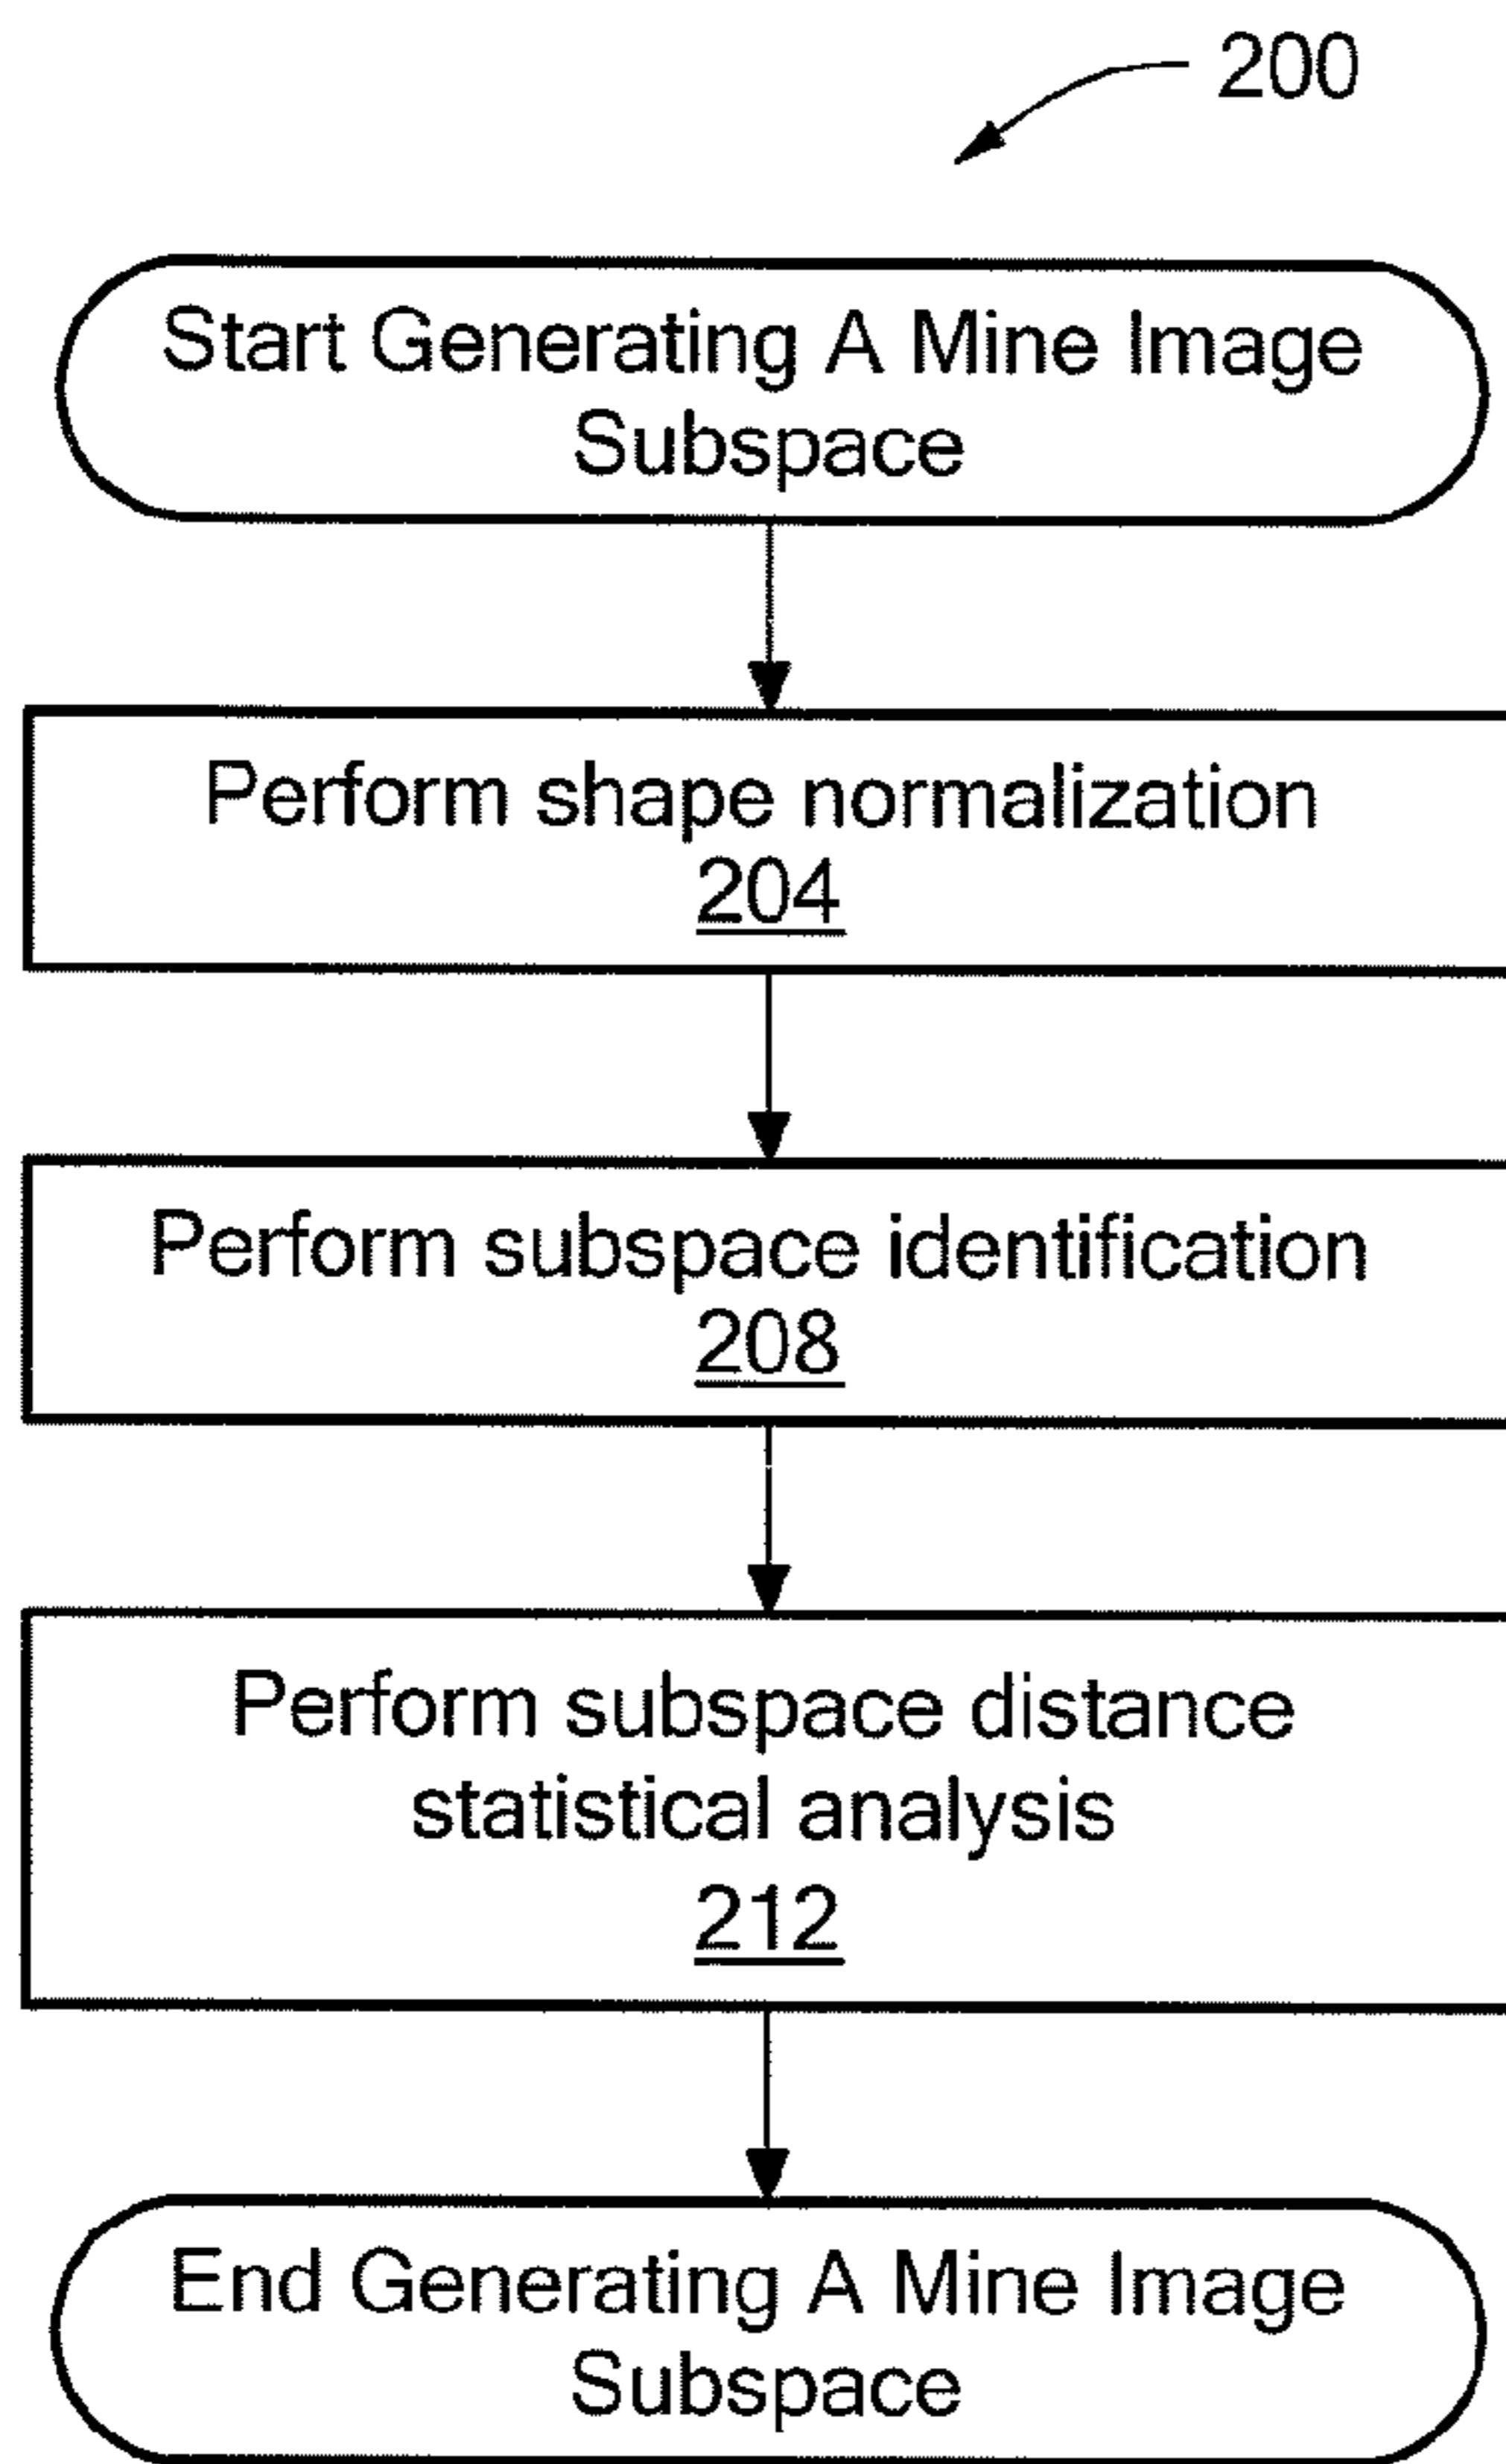 200
Start Generating A Mine Image
Subspace
Perform shape normalization
204
Perform subspace identification
208
Perform subspace distance
statistical analysis
212
End Generating A Mine Image
Subspace